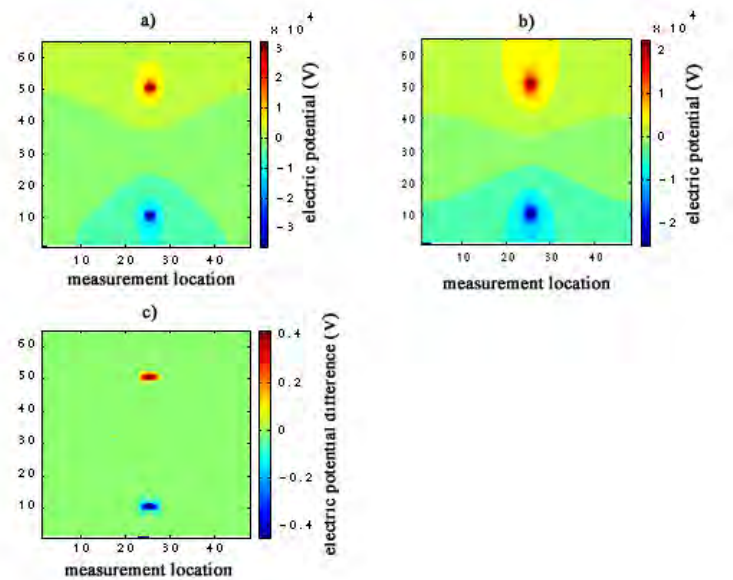 a)
× 10 4
60
50
40
30
20
10
10 20 30 40
measurement location
3
2
1
0
-1
-2
-3
electric potential (V)
b)
× 10 4
60
50
40
30
20
10
10 20 30 40
measurement location
2
1
0
-1
-2
electric potential (V)
c)
60
50
40
30
20
10
10 20 30 40
measurement location
0.4
0.2
0
-0.2
-0.4
electric potential difference (V)